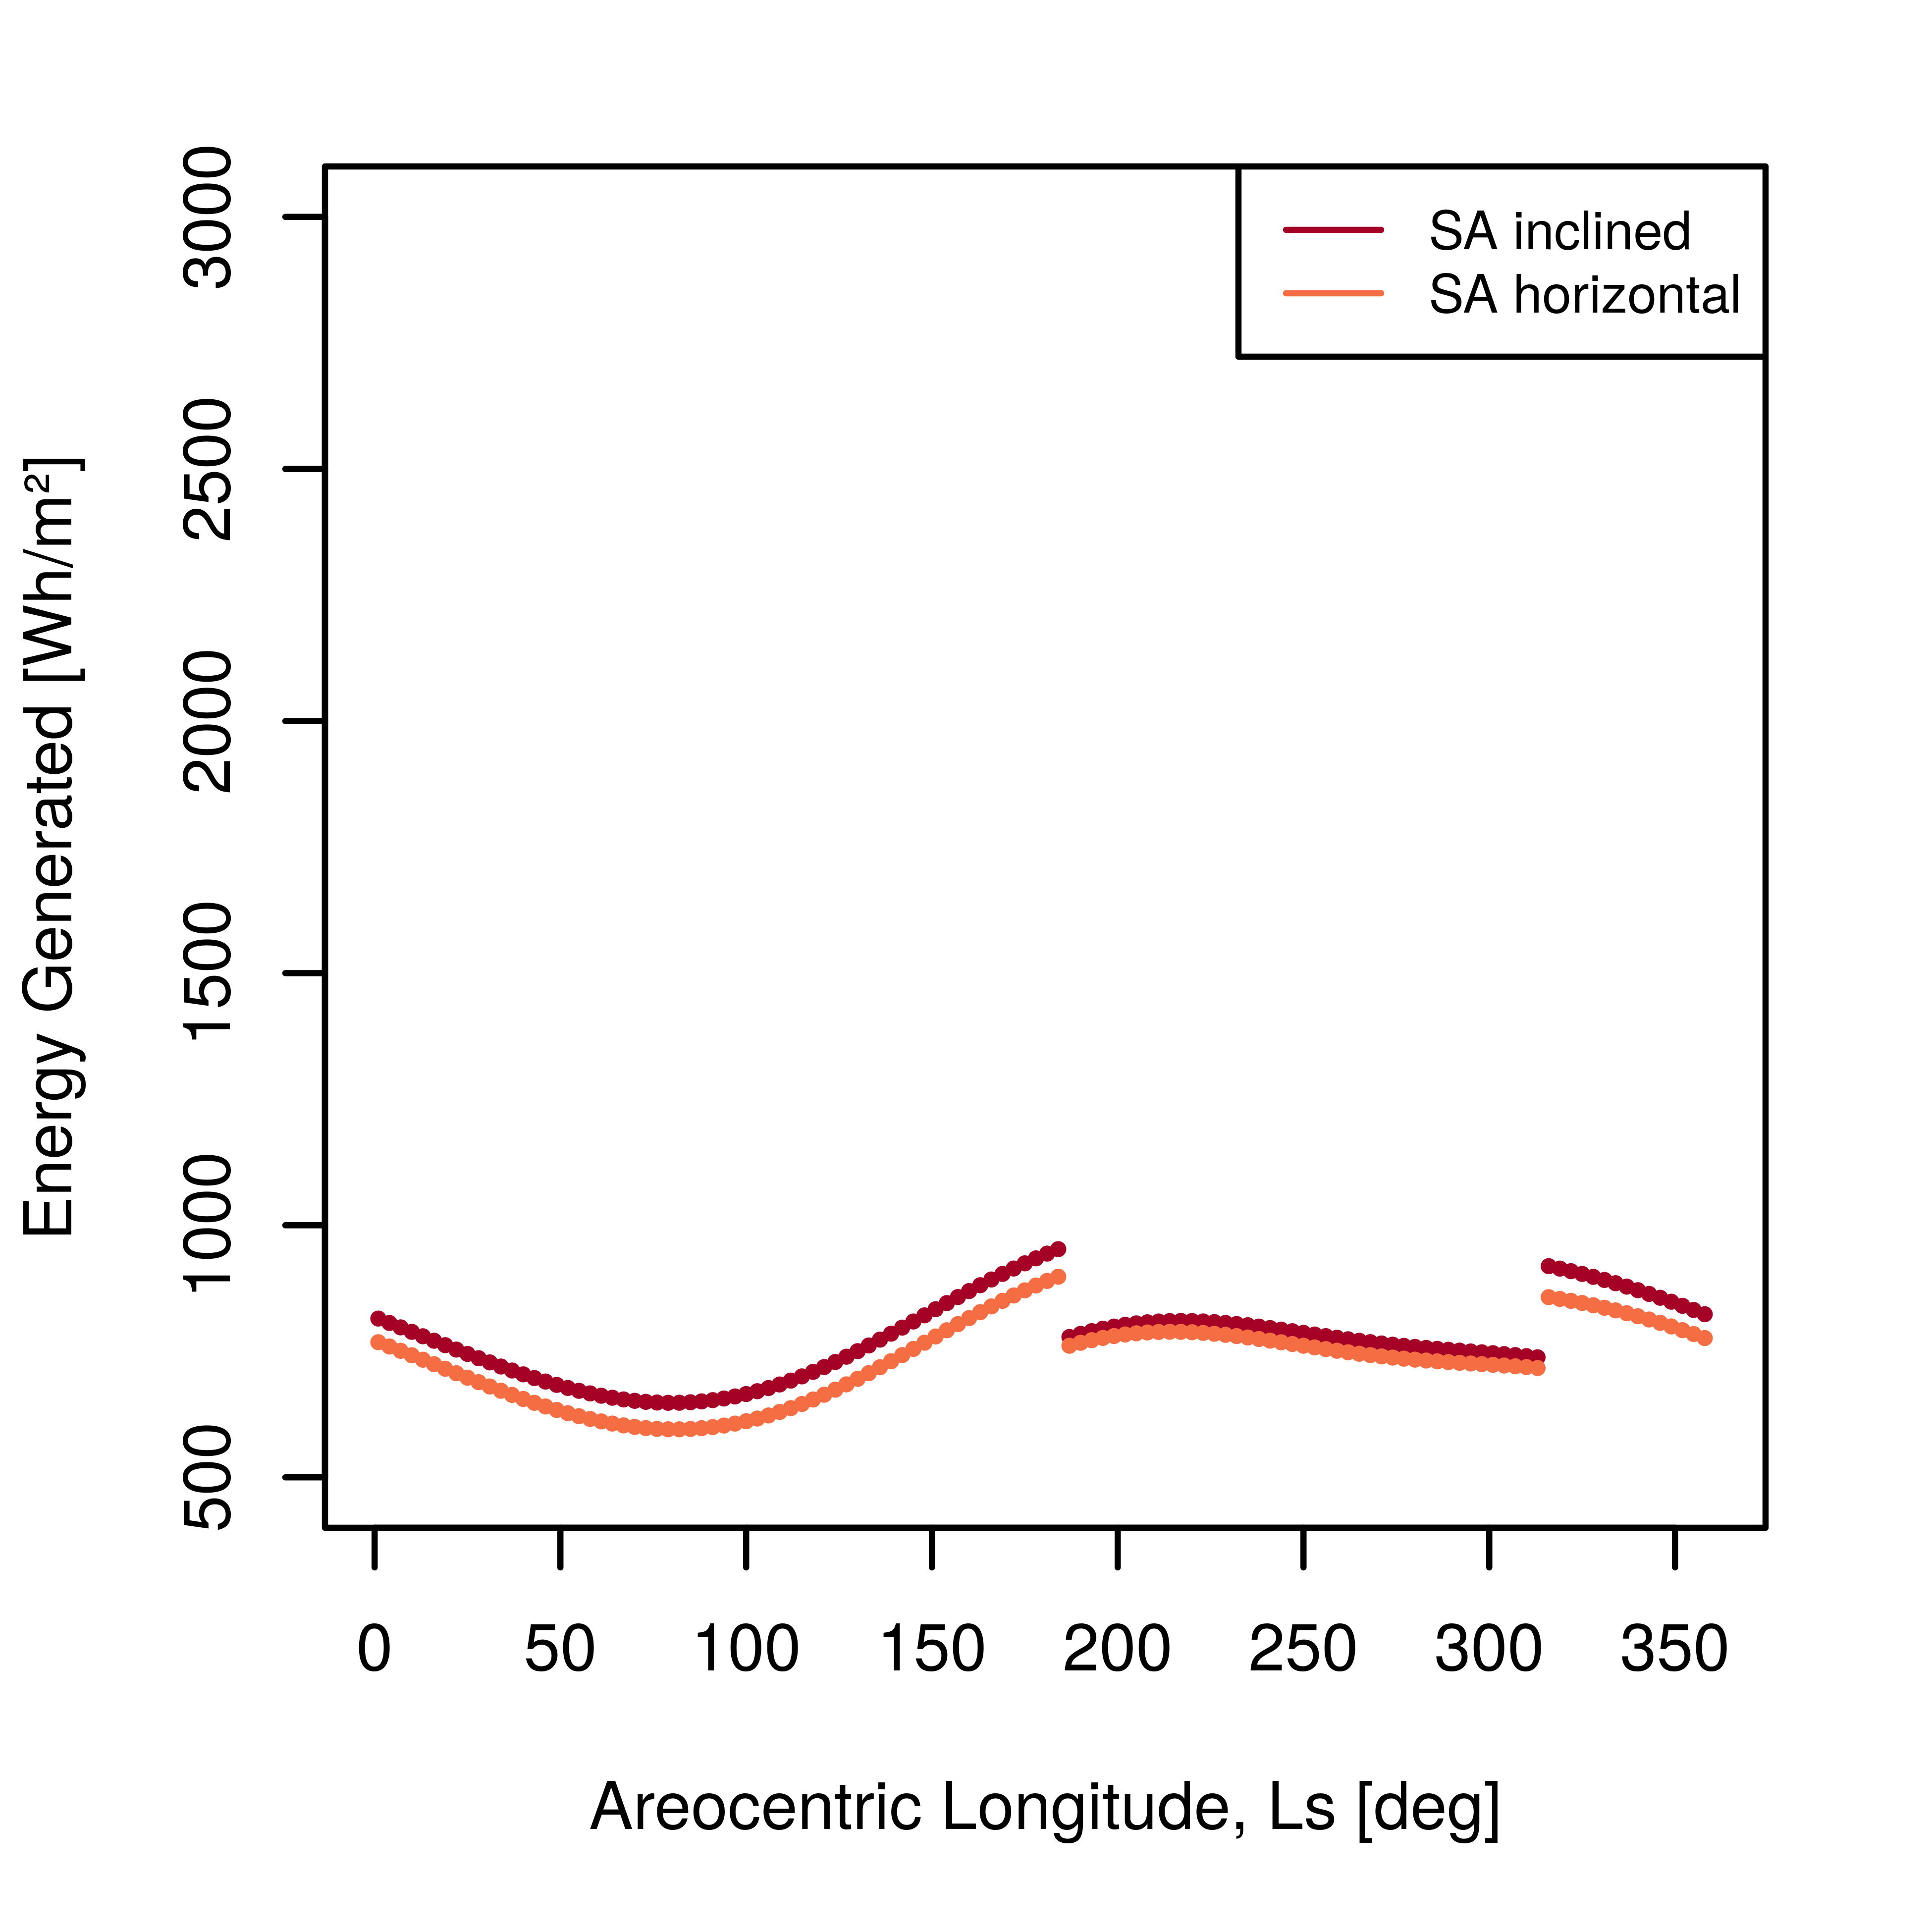 SA inclined
SA horizontal
Energy Generated [Wh/m²]
3000
2500
2000
1500
1000
500
0 50 100 150 200 250 300 350
Areocentric Longitude, Ls [deg]